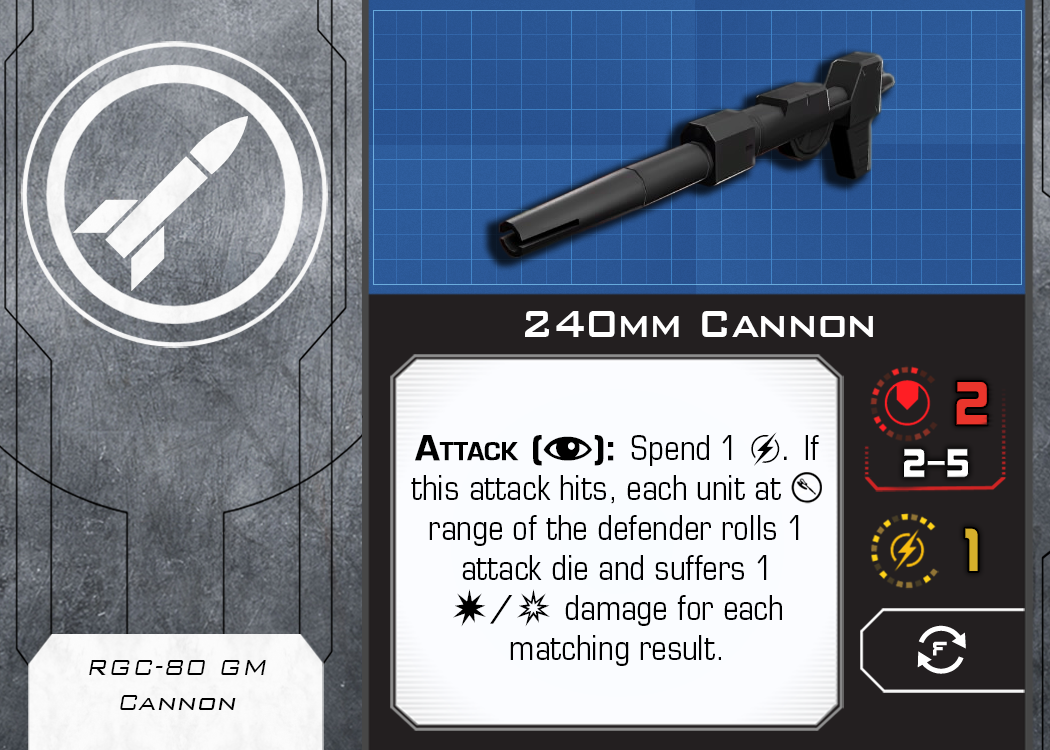 240mm Cannon
Attack ( ): Spend 1 . If
this attack hits, each unit at
range of the defender rolls 1
attack die and suffers 1
/ damage for each
matching result.
2
2–5
1
F
RGC-80 GM
Cannon